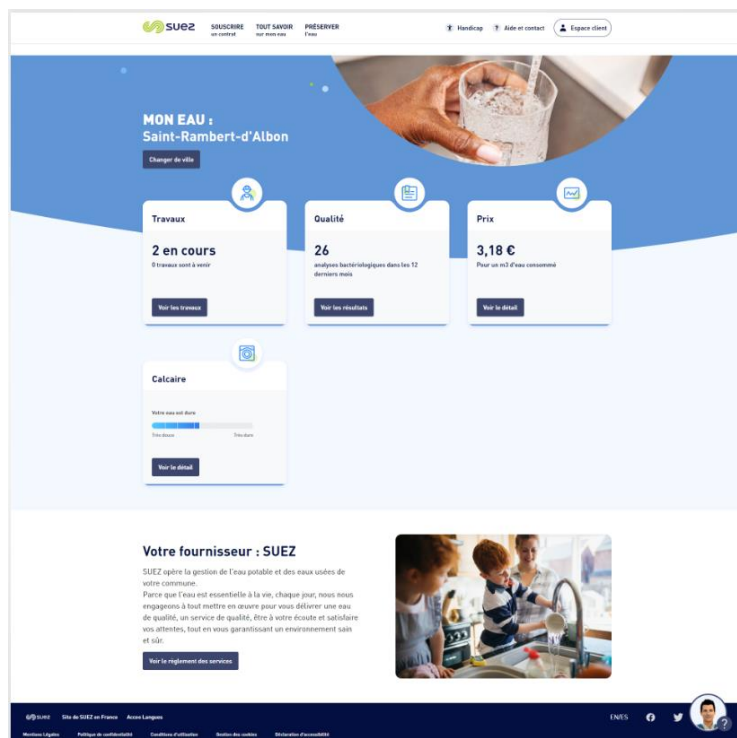 suez
SOUSCRIRE
un contrat
TOUT SAVOIR
sur mon eau
PRÉSERVER
l'eau
Handicap
? Aide et contact
Espace client
MON EAU :
Saint-Rambert-d'Albon
Changer de ville
Travaux
2 en cours
0 travaux sont à venir
Voir les travaux
Qualité
26
analyses bactériologiques dans les 12
derniers mois
Voir les résultats
Prix
3,18 €
Pour un m3 d'eau consommé
Voir le détail
Calcaire
Votre eau est dure
Très douce
Très dure
Voir le détail
Votre fournisseur : SUEZ
SUEZ opère la gestion de l'eau potable et des eaux usées de
votre commune.
Parce que l'eau est essentielle à la vie, chaque jour, nous nous
engageons à tout mettre en œuvre pour vous délivrer une eau
de qualité, un service de qualité, être à votre écoute et satisfaire
vos attentes, tout en vous garantissant un environnement sain
et sûr.
Voir le règlement des services
suez
Site de SUEZ en France
Acceo Langues
EN/ES
?
Mentions Légales
Politique de confidentialité
Conditions d'utilisation
Gestion des cookies
Déclaration d'accessibilité